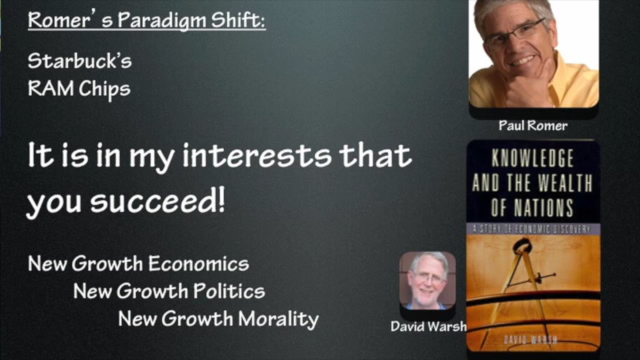 Romer's Paradigm Shift:
Starbuck's
RAM Chips
It is in my interests that
you succeed!
New Growth Economics
New Growth Politics
New Growth Morality
Paul Romer
KNOWLEDGE
AND THE WEALTH
OF NATIONS
A STORY OF ECONOMIC DISCOVERY
DAVID WARSH
David Warsh